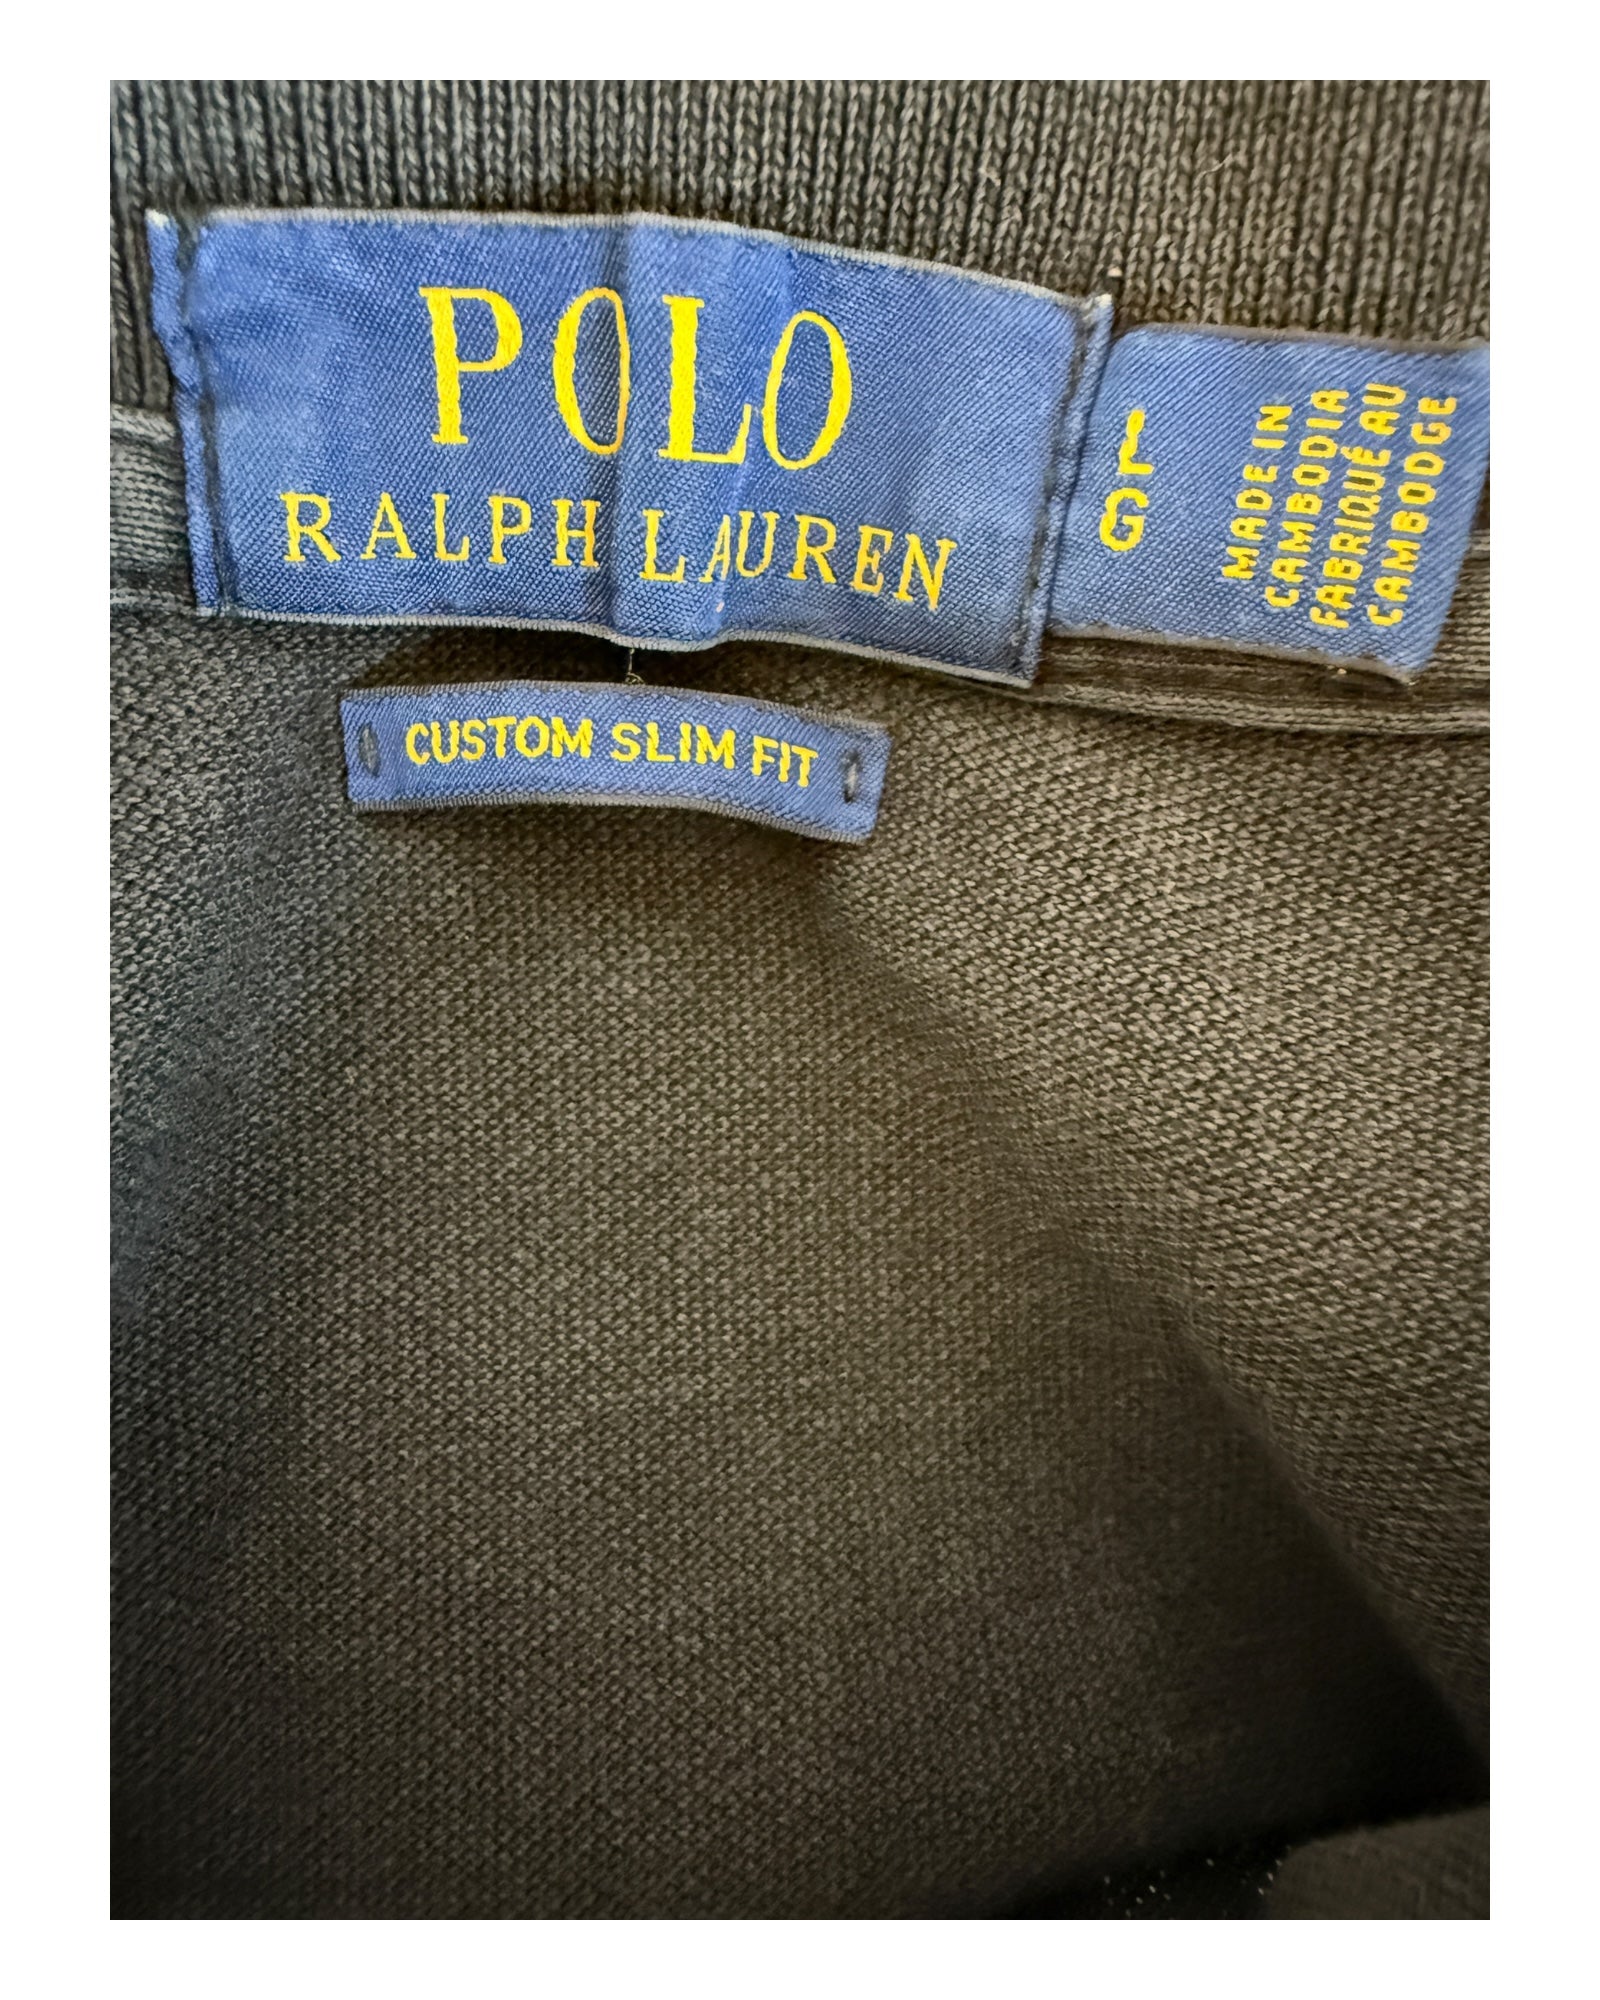 POLO
RALPH LAUREN
L
G
MADE IN
CAMBODIA
FABRIQUÉ AU
CAMBODGE
CUSTOM SLIM FIT